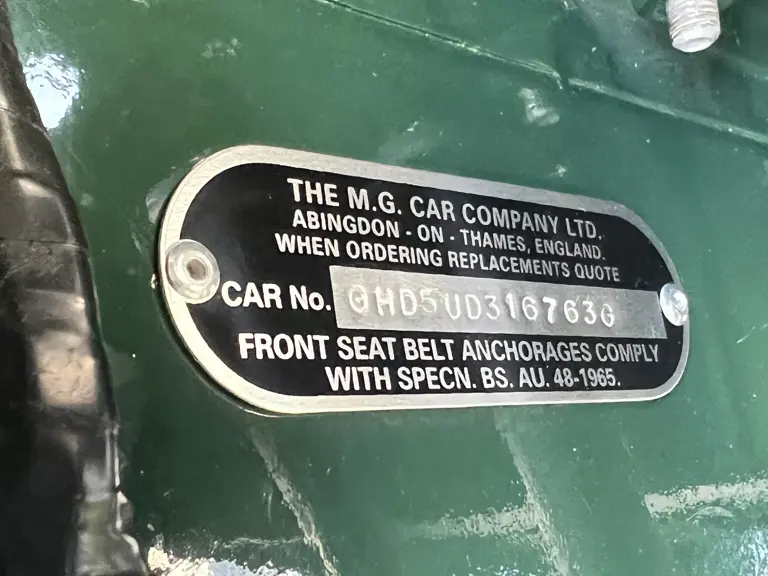 THE M.G. CAR COMPANY LTD.
ABINGDON - ON - THAMES, ENGLAND.
WHEN ORDERING REPLACEMENTS QUOTE
CAR No. GHD5UD316763G
FRONT SEAT BELT ANCHORAGES COMPLY
WITH SPECN. BS. AU. 48-1965.